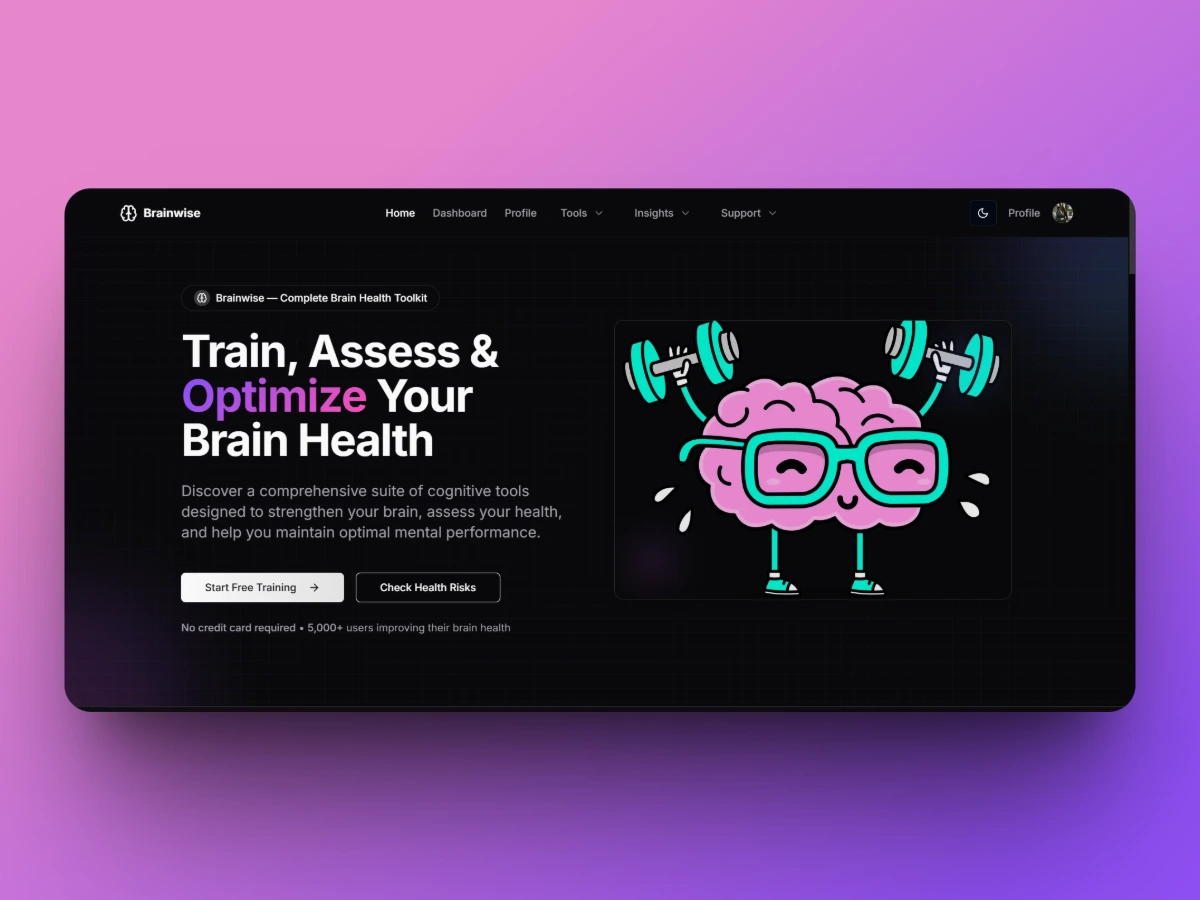 Brainwise
Home Dashboard Profile Tools Insights Support
Profile
Brainwise — Complete Brain Health Toolkit
Train, Assess &
Optimize Your
Brain Health
Discover a comprehensive suite of cognitive tools
designed to strengthen your brain, assess your health,
and help you maintain optimal mental performance.
Start Free Training →
Check Health Risks
No credit card required • 5,000+ users improving their brain health